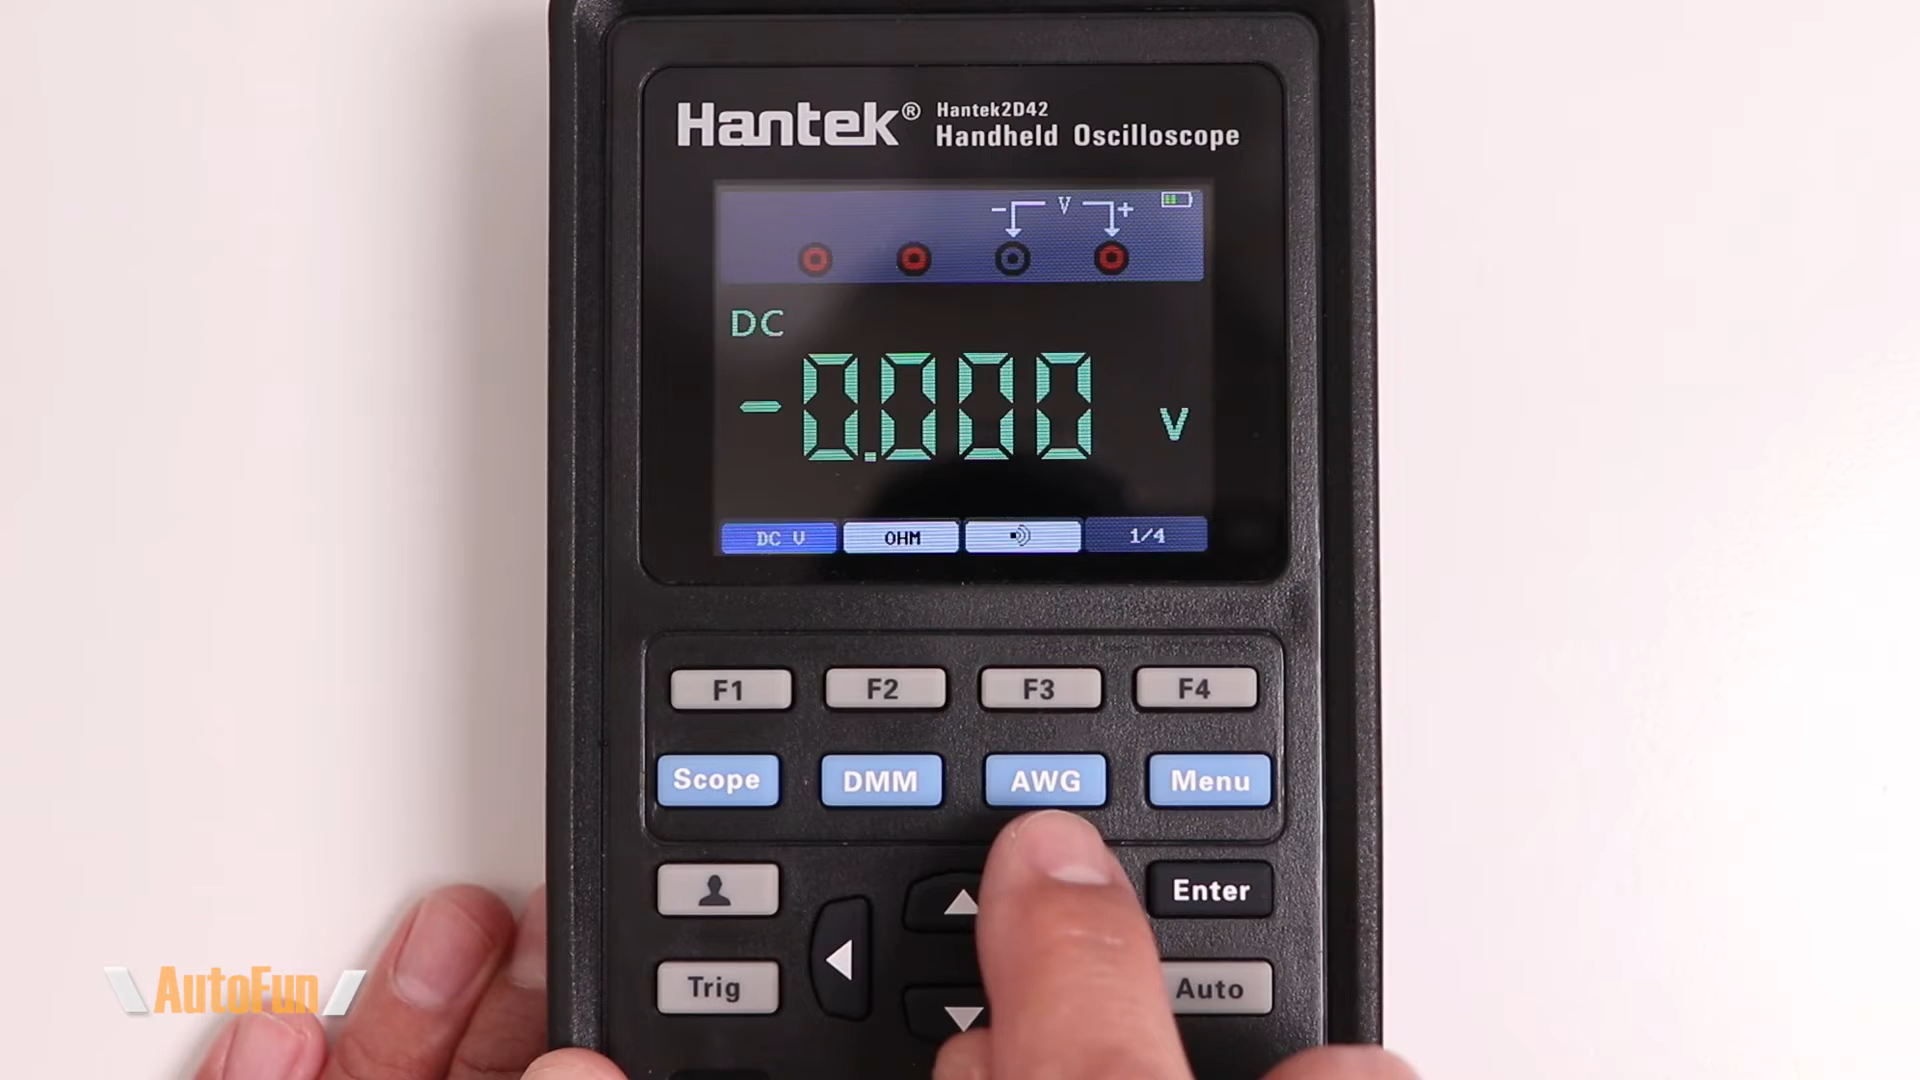 Hantek® Hantek2D42
Handheld Oscilloscope
- V +
DC
-0.000 V
DC V OHM 1/4
F1 F2 F3 F4
Scope DMM AWG Menu
Enter
Trig Auto
AutoFun